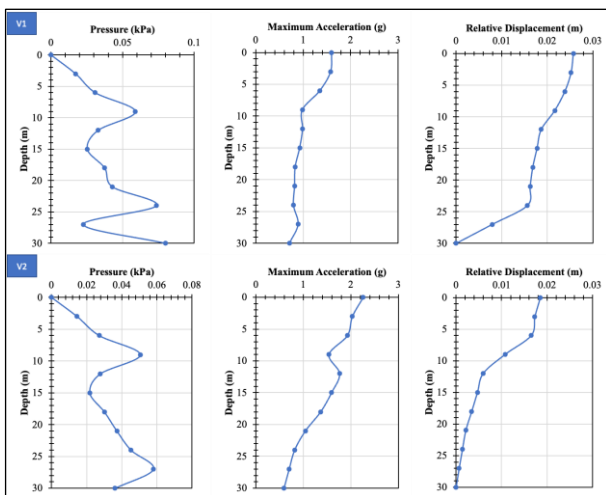 V1
Pressure (kPa)
0 0.05 0.1
Depth (m)
0
5
10
15
20
25
30
Maximum Acceleration (g)
0 1 2 3
Depth (m)
0
5
10
15
20
25
30
Relative Displacement (m)
0 0.01 0.02 0.03
Depth (m)
0
5
10
15
20
25
30
V2
Pressure (kPa)
0 0.02 0.04 0.06 0.08
Depth (m)
0
5
10
15
20
25
30
Maximum Acceleration (g)
0 1 2 3
Depth (m)
0
5
10
15
20
25
30
Relative Displacement (m)
0 0.01 0.02 0.03
Depth (m)
0
5
10
15
20
25
30